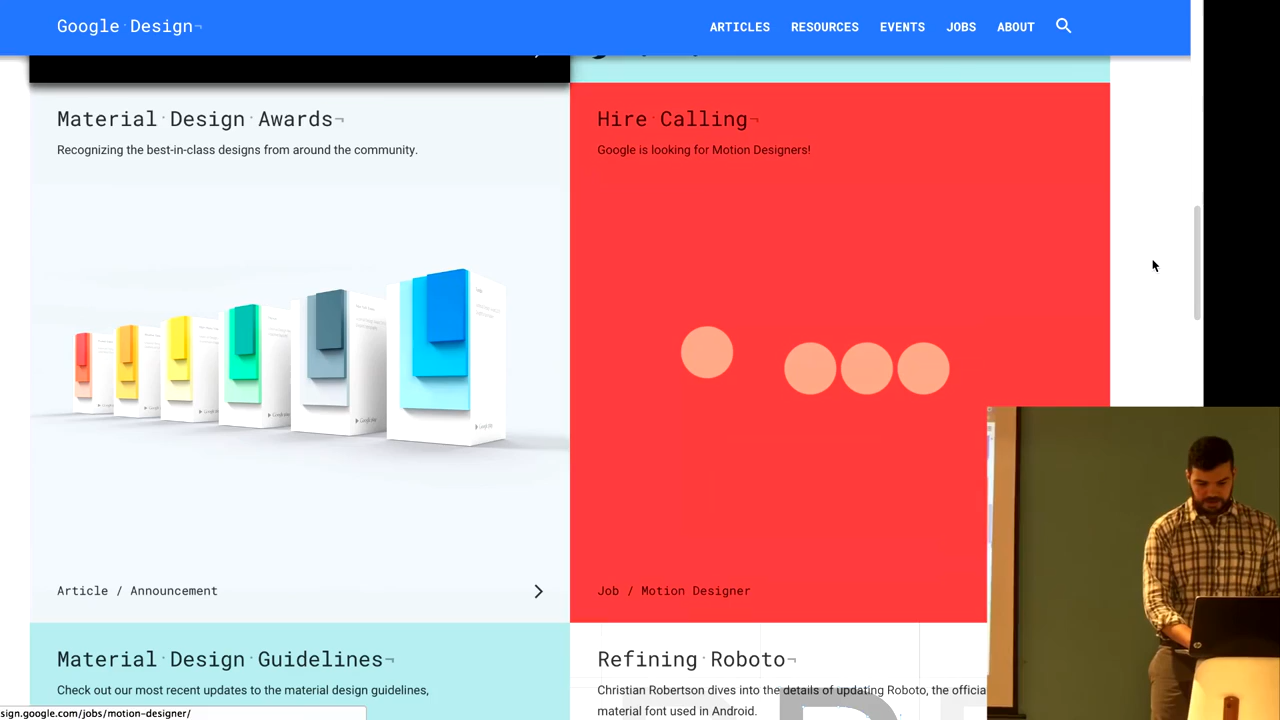 Google Design¬
ARTICLES RESOURCES EVENTS JOBS ABOUT
Material Design Awards¬
Recognizing the best-in-class designs from around the community.
Article / Announcement
Hire Calling¬
Google is looking for Motion Designers!
Job / Motion Designer
Material Design Guidelines¬
Check out our most recent updates to the material design guidelines,
Refining Roboto¬
Christian Robertson dives into the details of updating Roboto, the officia
material font used in Android.
sign.google.com/jobs/motion-designer/
hp